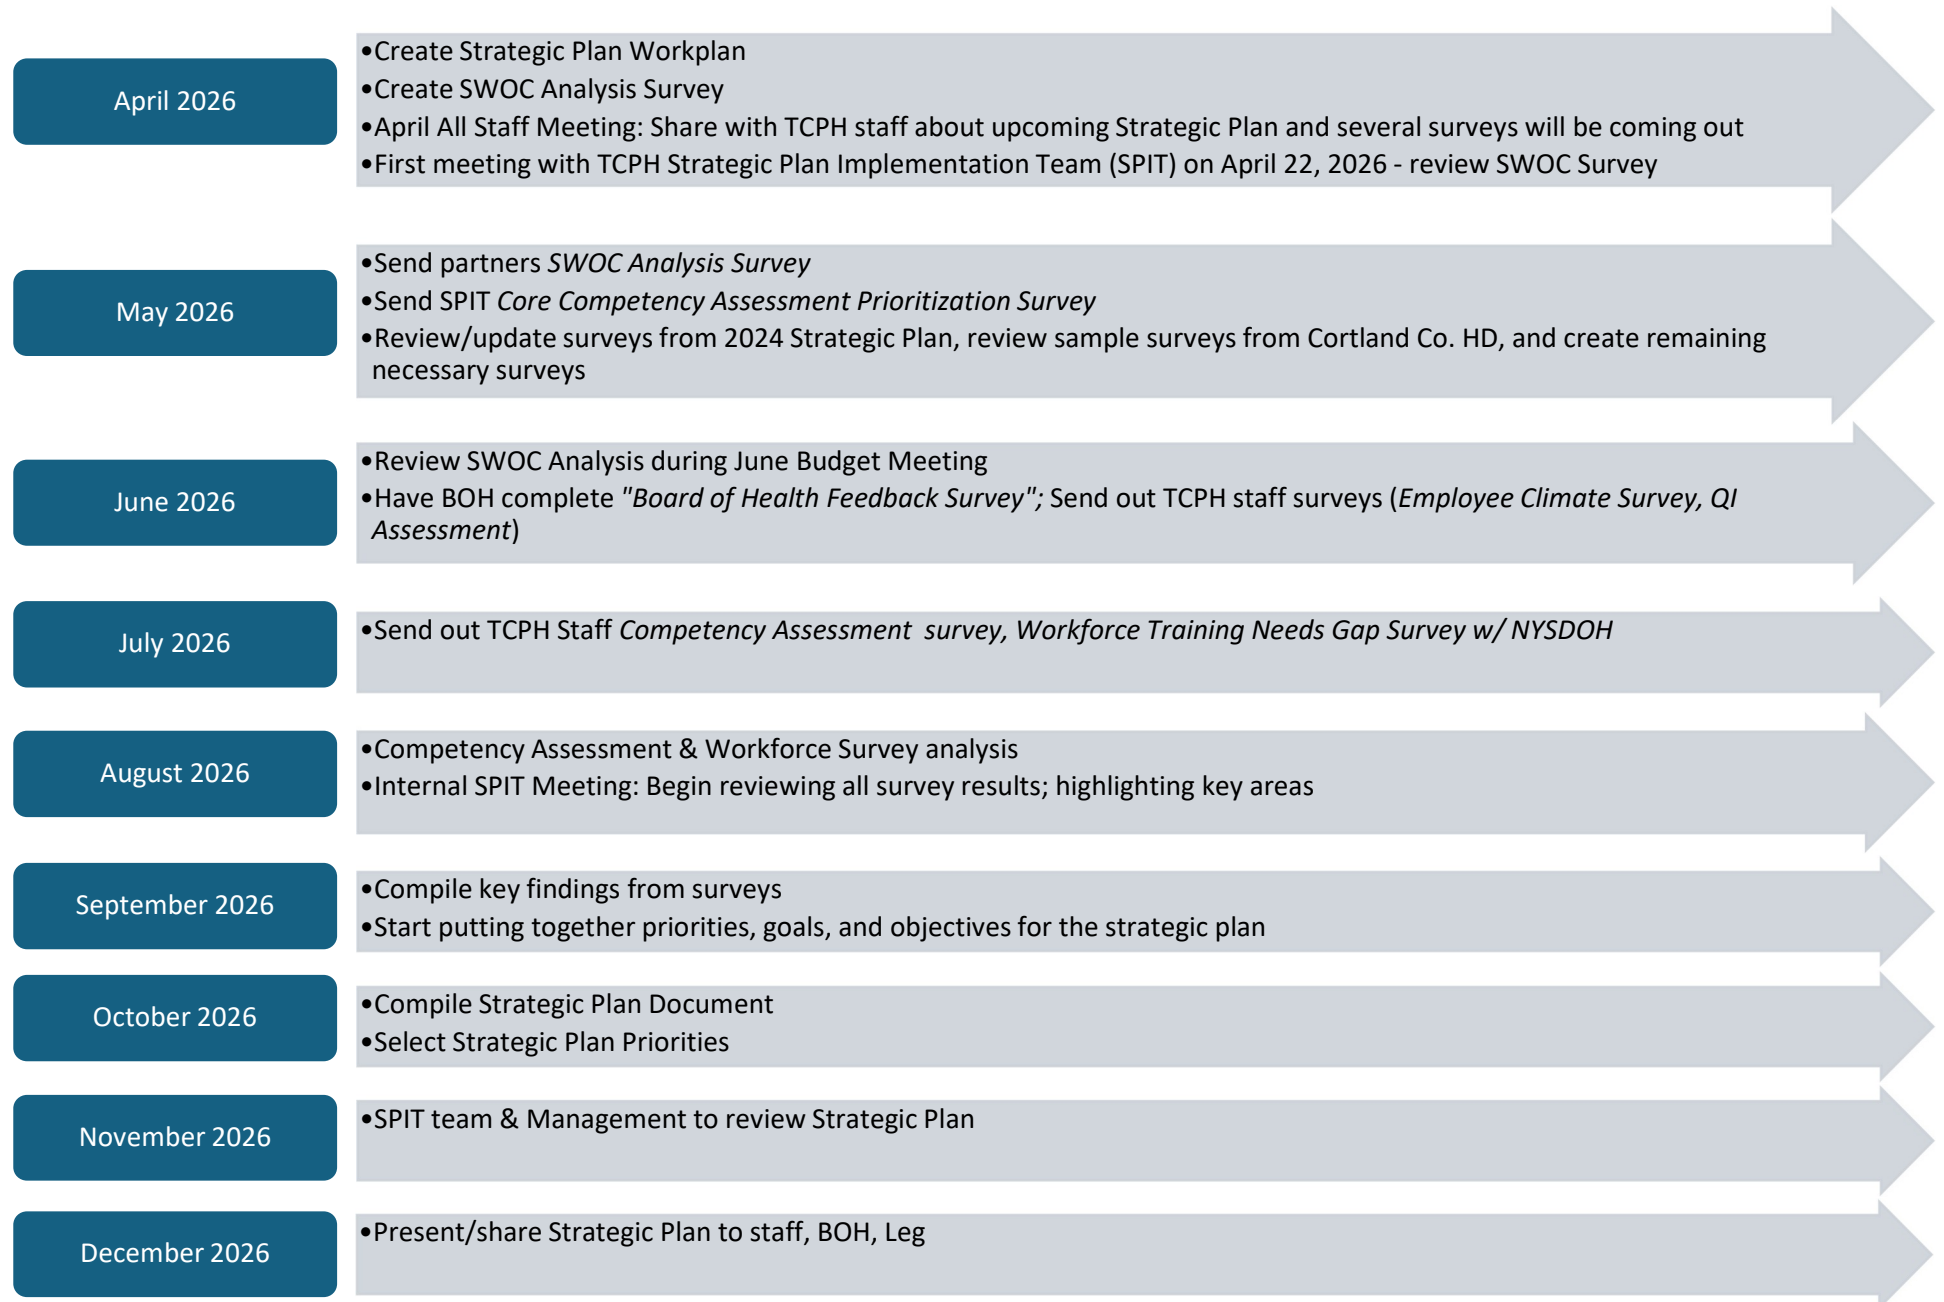 April 2026
•Create Strategic Plan Workplan
•Create SWOC Analysis Survey
•April All Staff Meeting: Share with TCPH staff about upcoming Strategic Plan and several surveys will be coming out
•First meeting with TCPH Strategic Plan Implementation Team (SPIT) on April 22, 2026 - review SWOC Survey
May 2026
•Send partners SWOC Analysis Survey
•Send SPIT Core Competency Assessment Prioritization Survey
•Review/update surveys from 2024 Strategic Plan, review sample surveys from Cortland Co. HD, and create remaining
necessary surveys
June 2026
•Review SWOC Analysis during June Budget Meeting
•Have BOH complete "Board of Health Feedback Survey"; Send out TCPH staff surveys (Employee Climate Survey, QI
Assessment)
July 2026
•Send out TCPH Staff Competency Assessment  survey, Workforce Training Needs Gap Survey w/ NYSDOH
August 2026
•Competency Assessment & Workforce Survey analysis
•Internal SPIT Meeting: Begin reviewing all survey results; highlighting key areas
September 2026
•Compile key findings from surveys
•Start putting together priorities, goals, and objectives for the strategic plan
October 2026
•Compile Strategic Plan Document
•Select Strategic Plan Priorities
November 2026
•SPIT team & Management to review Strategic Plan
December 2026
•Present/share Strategic Plan to staff, BOH, Leg